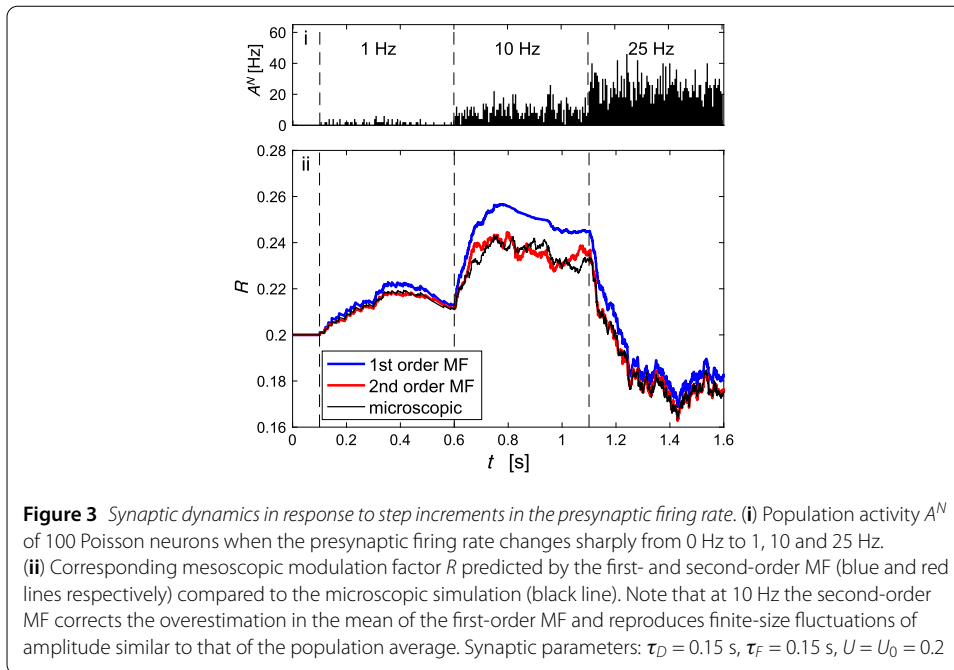 i
1 Hz
10 Hz
25 Hz
60
40
20
0
A^N [Hz]
ii
0.28
0.26
0.24
0.22
0.2
0.18
0.16
R
1st order MF
2nd order MF
microscopic
0 0.2 0.4 0.6 0.8 1 1.2 1.4 1.6
t [s]
Figure 3 Synaptic dynamics in response to step increments in the presynaptic firing rate. (i) Population activity A^N
of 100 Poisson neurons when the presynaptic firing rate changes sharply from 0 Hz to 1, 10 and 25 Hz.
(ii) Corresponding mesoscopic modulation factor R predicted by the first- and second-order MF (blue and red
lines respectively) compared to the microscopic simulation (black line). Note that at 10 Hz the second-order
MF corrects the overestimation in the mean of the first-order MF and reproduces finite-size fluctuations of
amplitude similar to that of the population average. Synaptic parameters: τ_D = 0.15 s, τ_F = 0.15 s, U = U_0 = 0.2